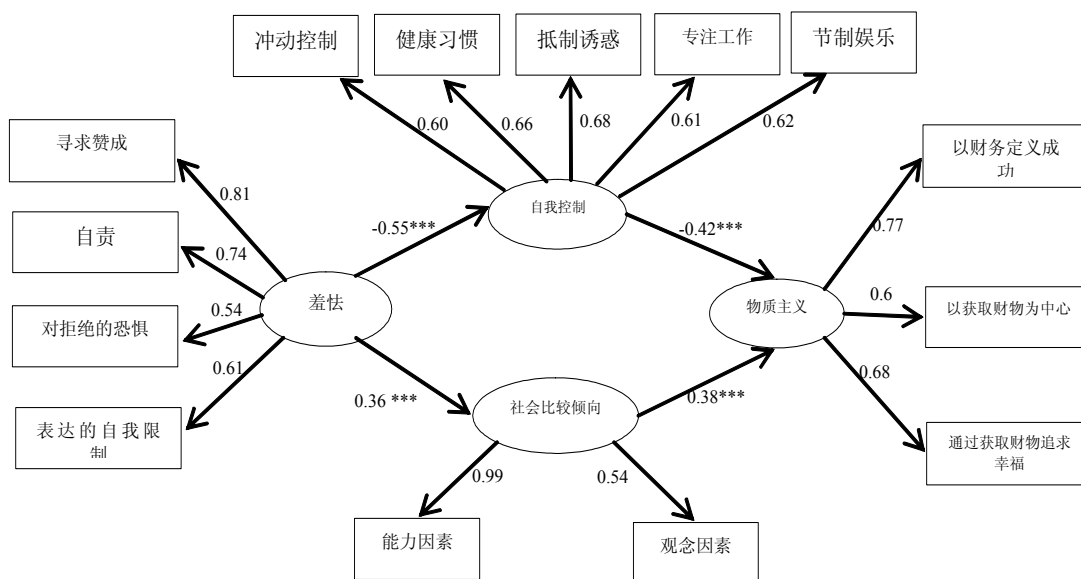 冲动控制
健康习惯
抵制诱惑
专注工作
节制娱乐
0.60
0.66
0.68
0.61
0.62
寻求赞成
自责
对拒绝的恐惧
表达的自我限
制
0.81
0.74
0.54
0.61
羞怯
-0.55***
0.36 ***
自我控制
社会比较倾向
-0.42***
0.38***
物质主义
0.77
0.6
0.68
以财务定义成
功
以获取财物为中心
通过获取财物追求
幸福
0.99
0.54
能力因素
观念因素